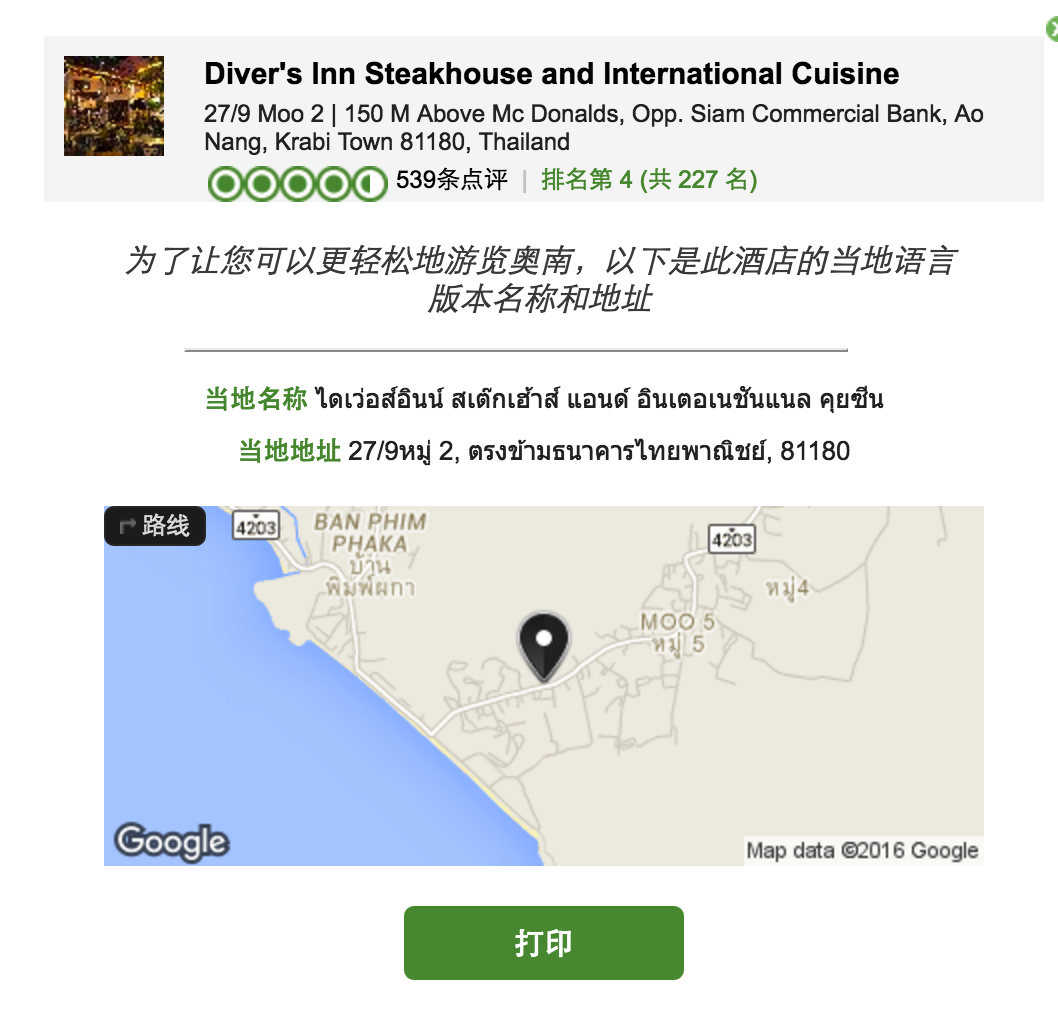 Diver's Inn Steakhouse and International Cuisine
27/9 Moo 2 | 150 M Above Mc Donalds, Opp. Siam Commercial Bank, Ao
Nang, Krabi Town 81180, Thailand
539条点评 | 排名第 4 (共 227 名)
为了让您可以更轻松地游览奥南，以下是此酒店的当地语言
版本名称和地址
当地名称 ไดเว่อส์อินน์ สเต๊กเฮ้าส์ แอนด์ อินเตอเนชันแนล คุยซีน
当地地址 27/9หมู่ 2, ตรงข้ามธนาคารไทยพาณิชย์, 81180
路线
4203
BAN PHIM
PHAKA
บ้าน
พิมพ์ผกา
4203
หมู่4
MOO 5
หมู่ 5
Google
Map data ©2016 Google
打印